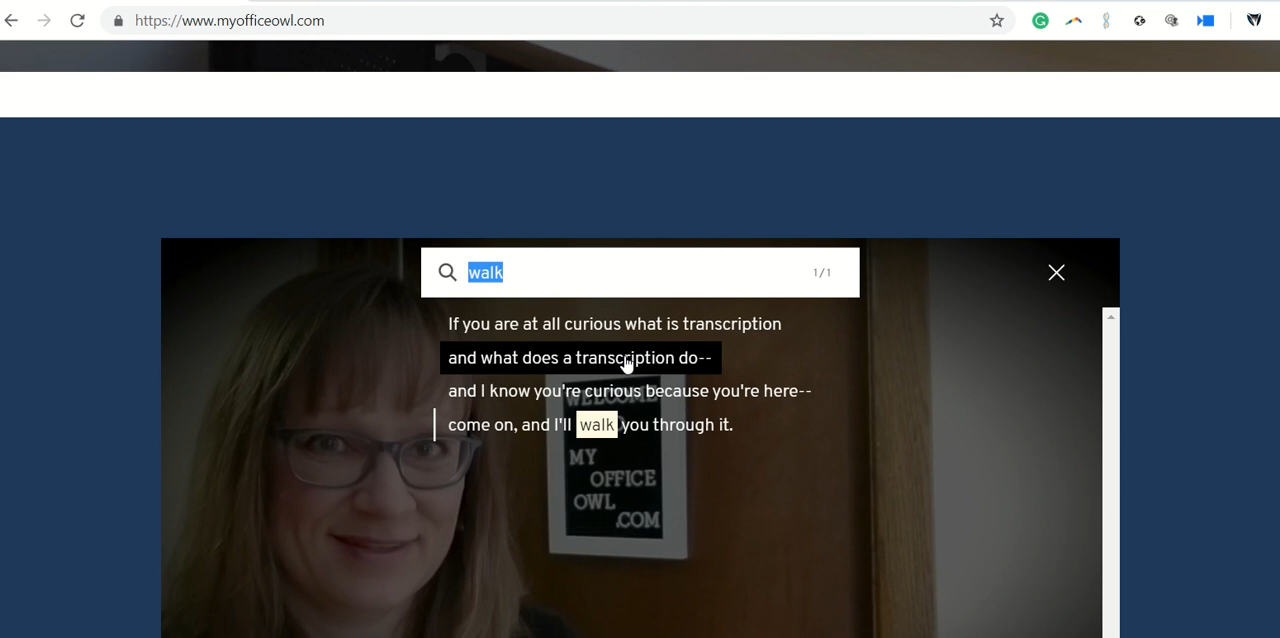 https://www.myofficeowl.com
walk 1/1
If you are at all curious what is transcription
and what does a transcription do--
and I know you're curious because you're here--
come on, and I'll walk you through it.
WELCOME
MY
OFFICE
OWL
.COM